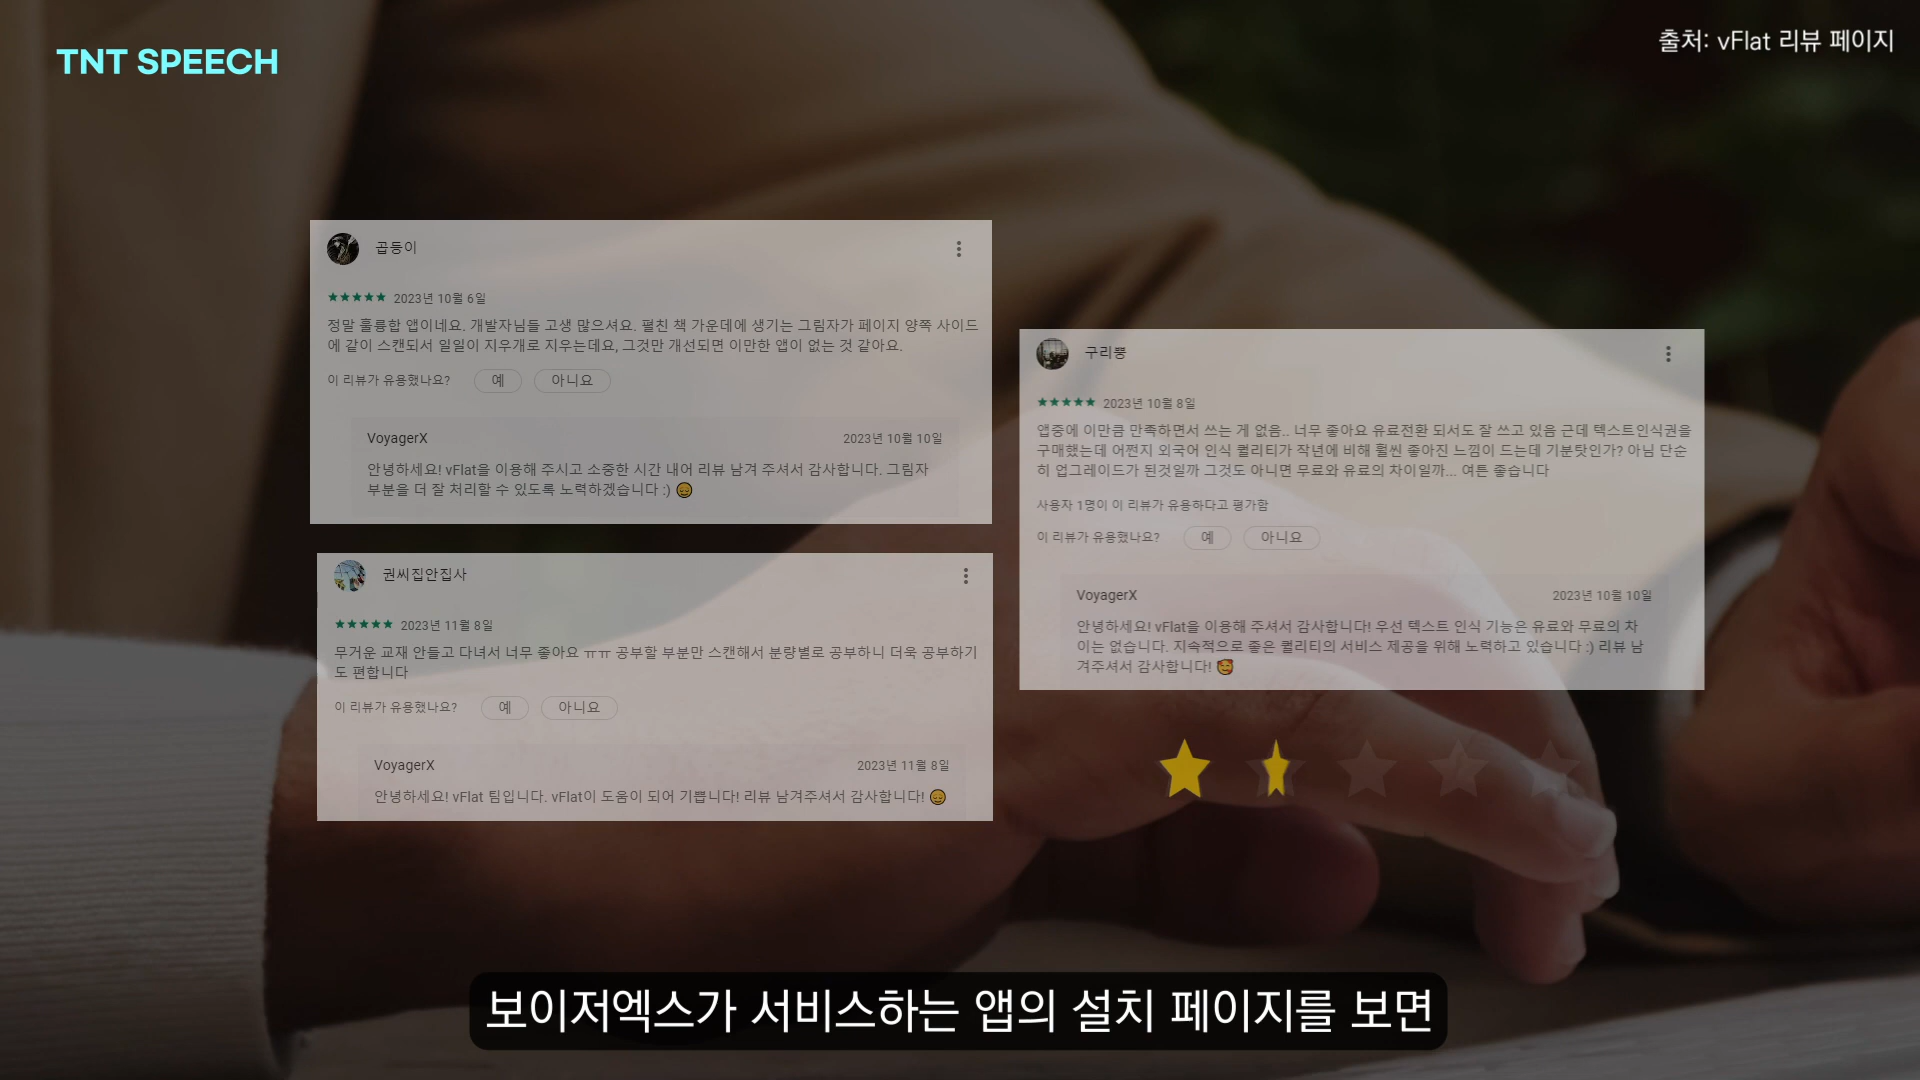 TNT SPEECH
출처: vFlat 리뷰 페이지
곱등이
2023년 10월 6일
정말 훌륭합 앱이네요. 개발자님들 고생 많으셔요. 펼친 책 가운데에 생기는 그림자가 페이지 양쪽 사이드
에 같이 스캔되서 일일이 지우개로 지우는데요, 그것만 개선되면 이만한 앱이 없는 것 같아요.
이 리뷰가 유용했나요? 예 아니요
VoyagerX 2023년 10월 10일
안녕하세요! vFlat을 이용해 주시고 소중한 시간 내어 리뷰 남겨 주셔서 감사합니다. 그림자
부분을 더 잘 처리할 수 있도록 노력하겠습니다 :)
권씨집안집사
2023년 11월 8일
무거운 교재 안들고 다녀서 너무 좋아요 ㅠㅠ 공부할 부분만 스캔해서 분량별로 공부하니 더욱 공부하기
도 편합니다
이 리뷰가 유용했나요? 예 아니요
VoyagerX 2023년 11월 8일
안녕하세요! vFlat 팀입니다. vFlat이 도움이 되어 기쁩니다! 리뷰 남겨주셔서 감사합니다!
구리뿡
2023년 10월 8일
앱중에 이만큼 만족하면서 쓰는 게 없음.. 너무 좋아요 유료전환 되서도 잘 쓰고 있음 근데 텍스트인식권을
구매했는데 어쩐지 외국어 인식 퀄리티가 작년에 비해 훨씬 좋아진 느낌이 드는데 기분탓인가? 아님 단순
히 업그레이드가 된것일까 그것도 아니면 무료와 유료의 차이일까... 여튼 좋습니다
사용자 1명이 이 리뷰가 유용하다고 평가함
이 리뷰가 유용했나요? 예 아니요
VoyagerX 2023년 10월 10일
안녕하세요! vFlat을 이용해 주셔서 감사합니다! 우선 텍스트 인식 기능은 유료와 무료의 차
이는 없습니다. 지속적으로 좋은 퀄리티의 서비스 제공을 위해 노력하고 있습니다 :) 리뷰 남
겨주셔서 감사합니다!
보이저엑스가 서비스하는 앱의 설치 페이지를 보면